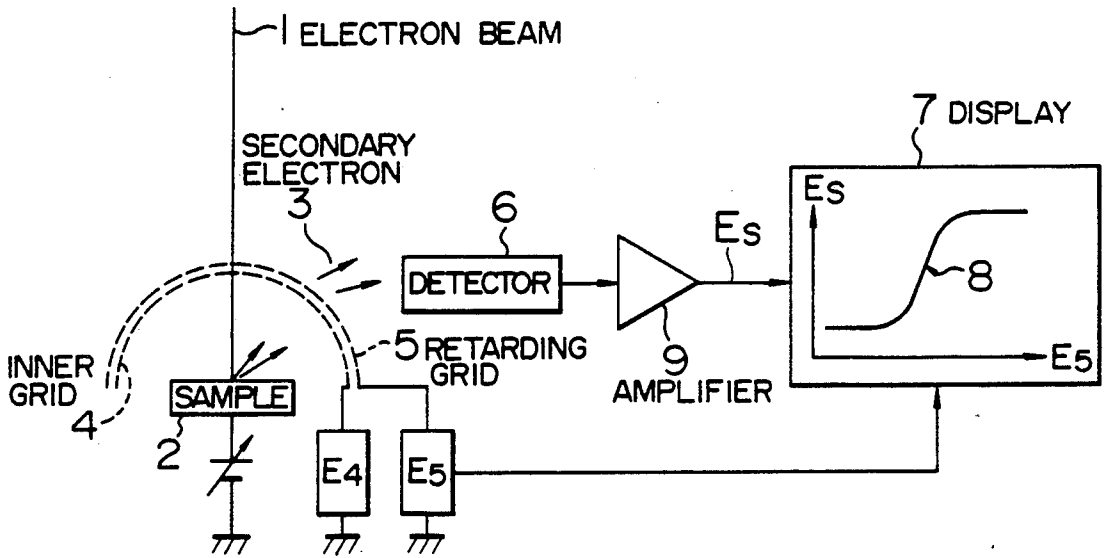 1 ELECTRON BEAM
7 DISPLAY
SECONDARY
ELECTRON
3
6
DETECTOR
Es
Es
8
E5
9
AMPLIFIER
5 RETARDING
GRID
INNER
GRID
4
SAMPLE
2
E4
E5